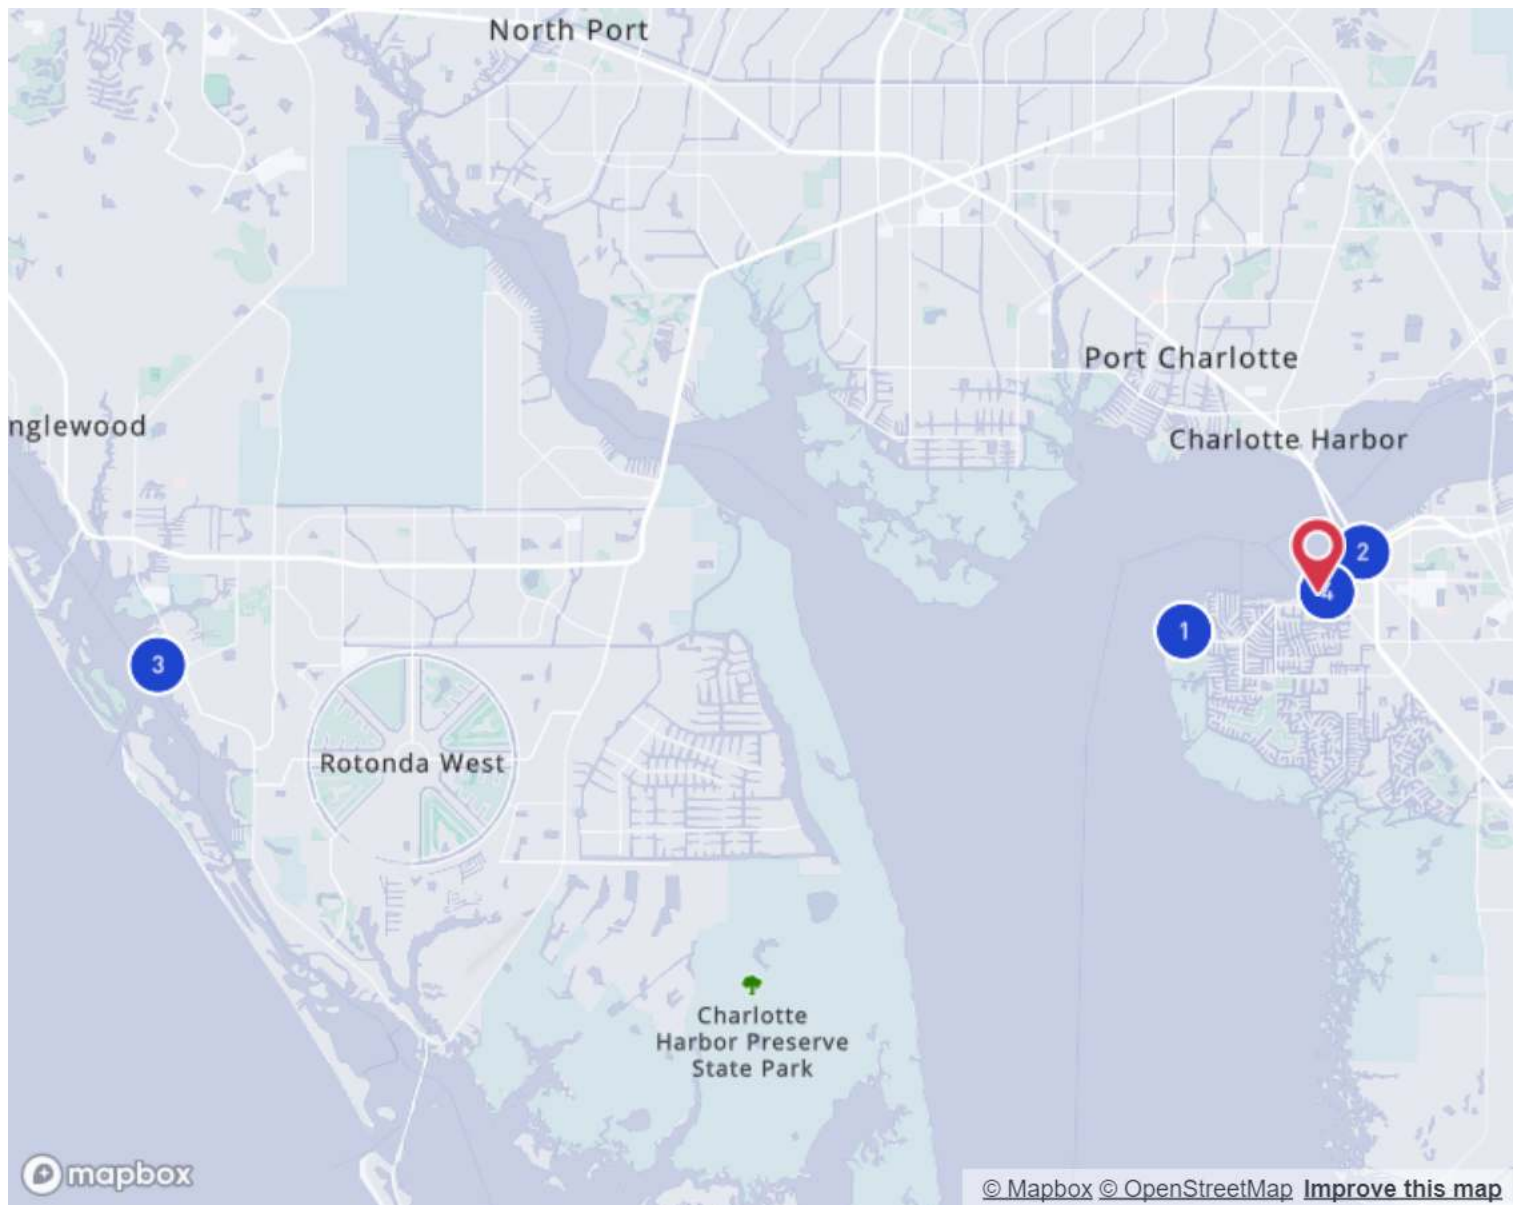 North Port
Port Charlotte
nglewood
Charlotte Harbor
2
4
1
3
Rotonda West
Charlotte
Harbor Preserve
State Park
mapbox
© Mapbox © OpenStreetMap Improve this map